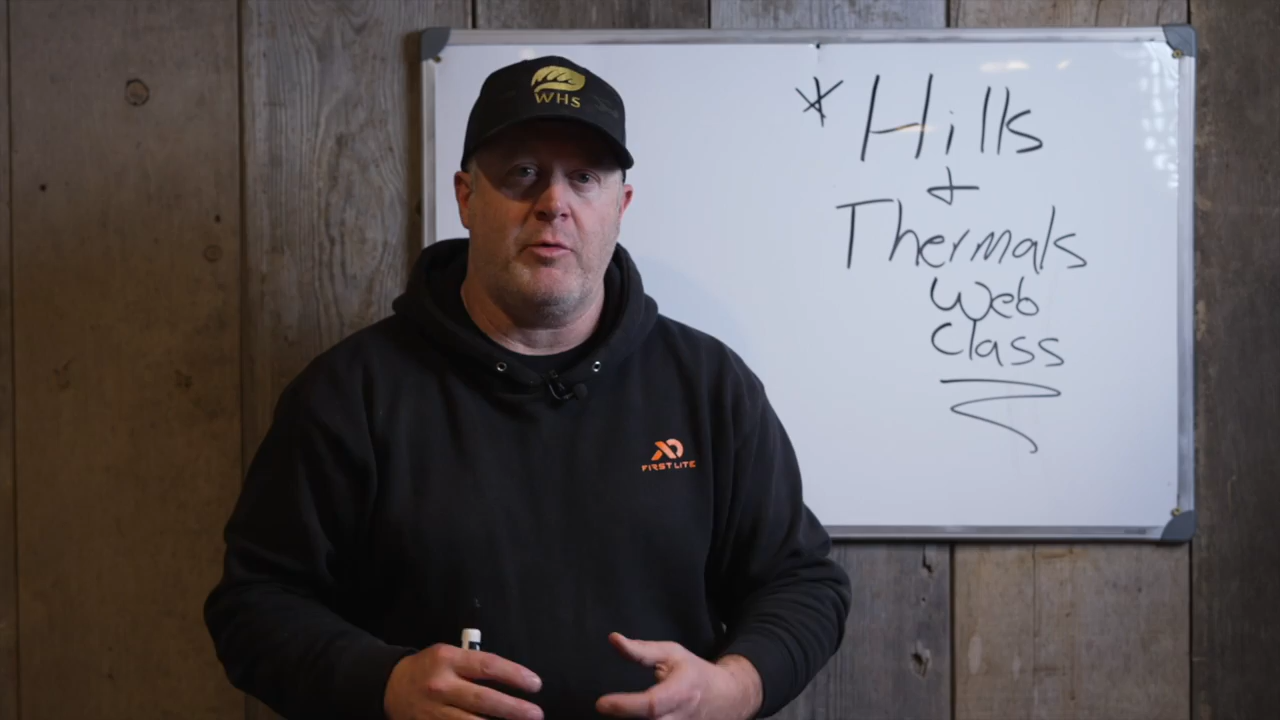 WHS
* Hills
+
Thermals
Web
Class
FIRST LITE